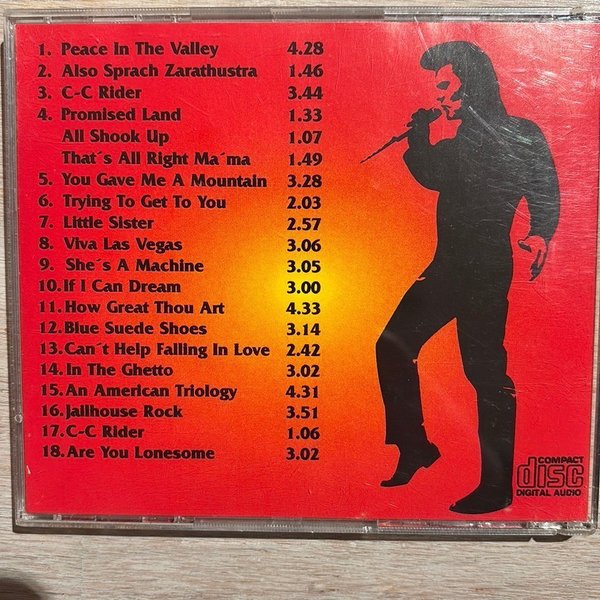 1. Peace In The Valley 4.28
2. Also Sprach Zarathustra 1.46
3. C-C Rider 3.44
4. Promised Land 1.33
All Shook Up 1.07
That´s All Right Ma´ma 1.49
5. You Gave Me A Mountain 3.28
6. Trying To Get To You 2.03
7. Little Sister 2.57
8. Viva Las Vegas 3.06
9. She´s A Machine 3.05
10. If I Can Dream 3.00
11. How Great Thou Art 4.33
12. Blue Suede Shoes 3.14
13. Can´t Help Falling In Love 2.42
14. In The Ghetto 3.02
15. An American Triology 4.31
16. Jailhouse Rock 3.51
17. C-C Rider 1.06
18. Are You Lonesome 3.02
COMPACT
disc
DIGITAL AUDIO